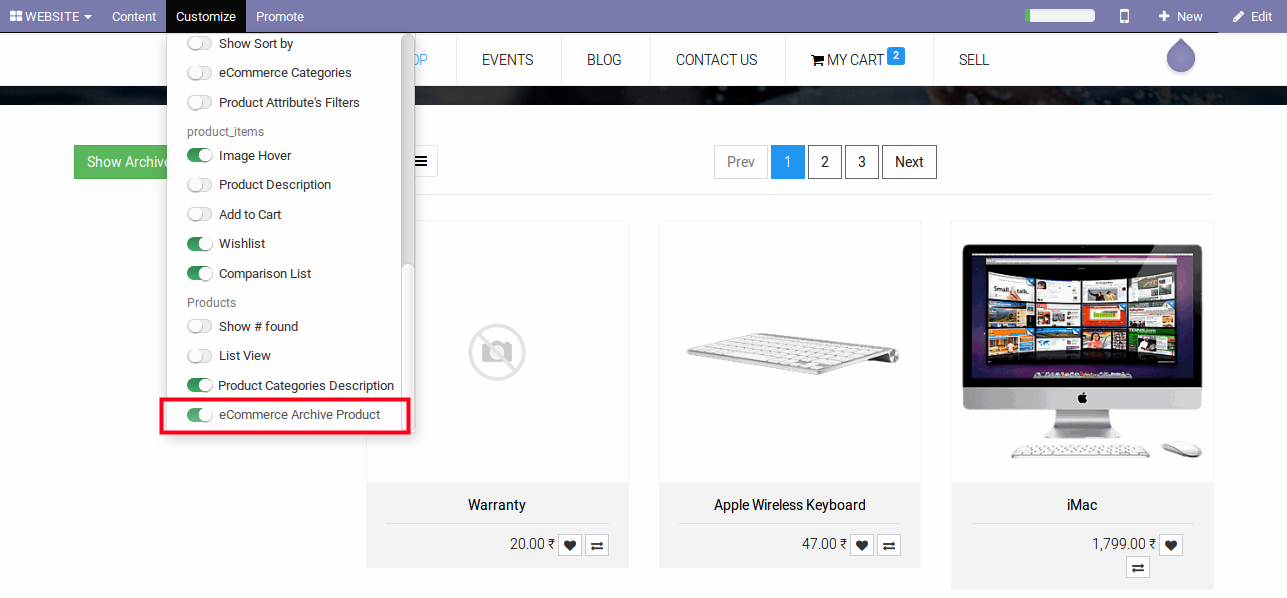 WEBSITE Content Customize Promote New Edit
Show Sort by
eCommerce Categories
Product Attribute's Filters
product_items
Image Hover
Product Description
Add to Cart
Wishlist
Comparison List
Products
Show # found
List View
Product Categories Description
eCommerce Archive Product
OP EVENTS BLOG CONTACT US MY CART 2 SELL
Show Archive
Prev 1 2 3 Next
Warranty
20.00 ₹
Apple Wireless Keyboard
47.00 ₹
iMac
1,799.00 ₹